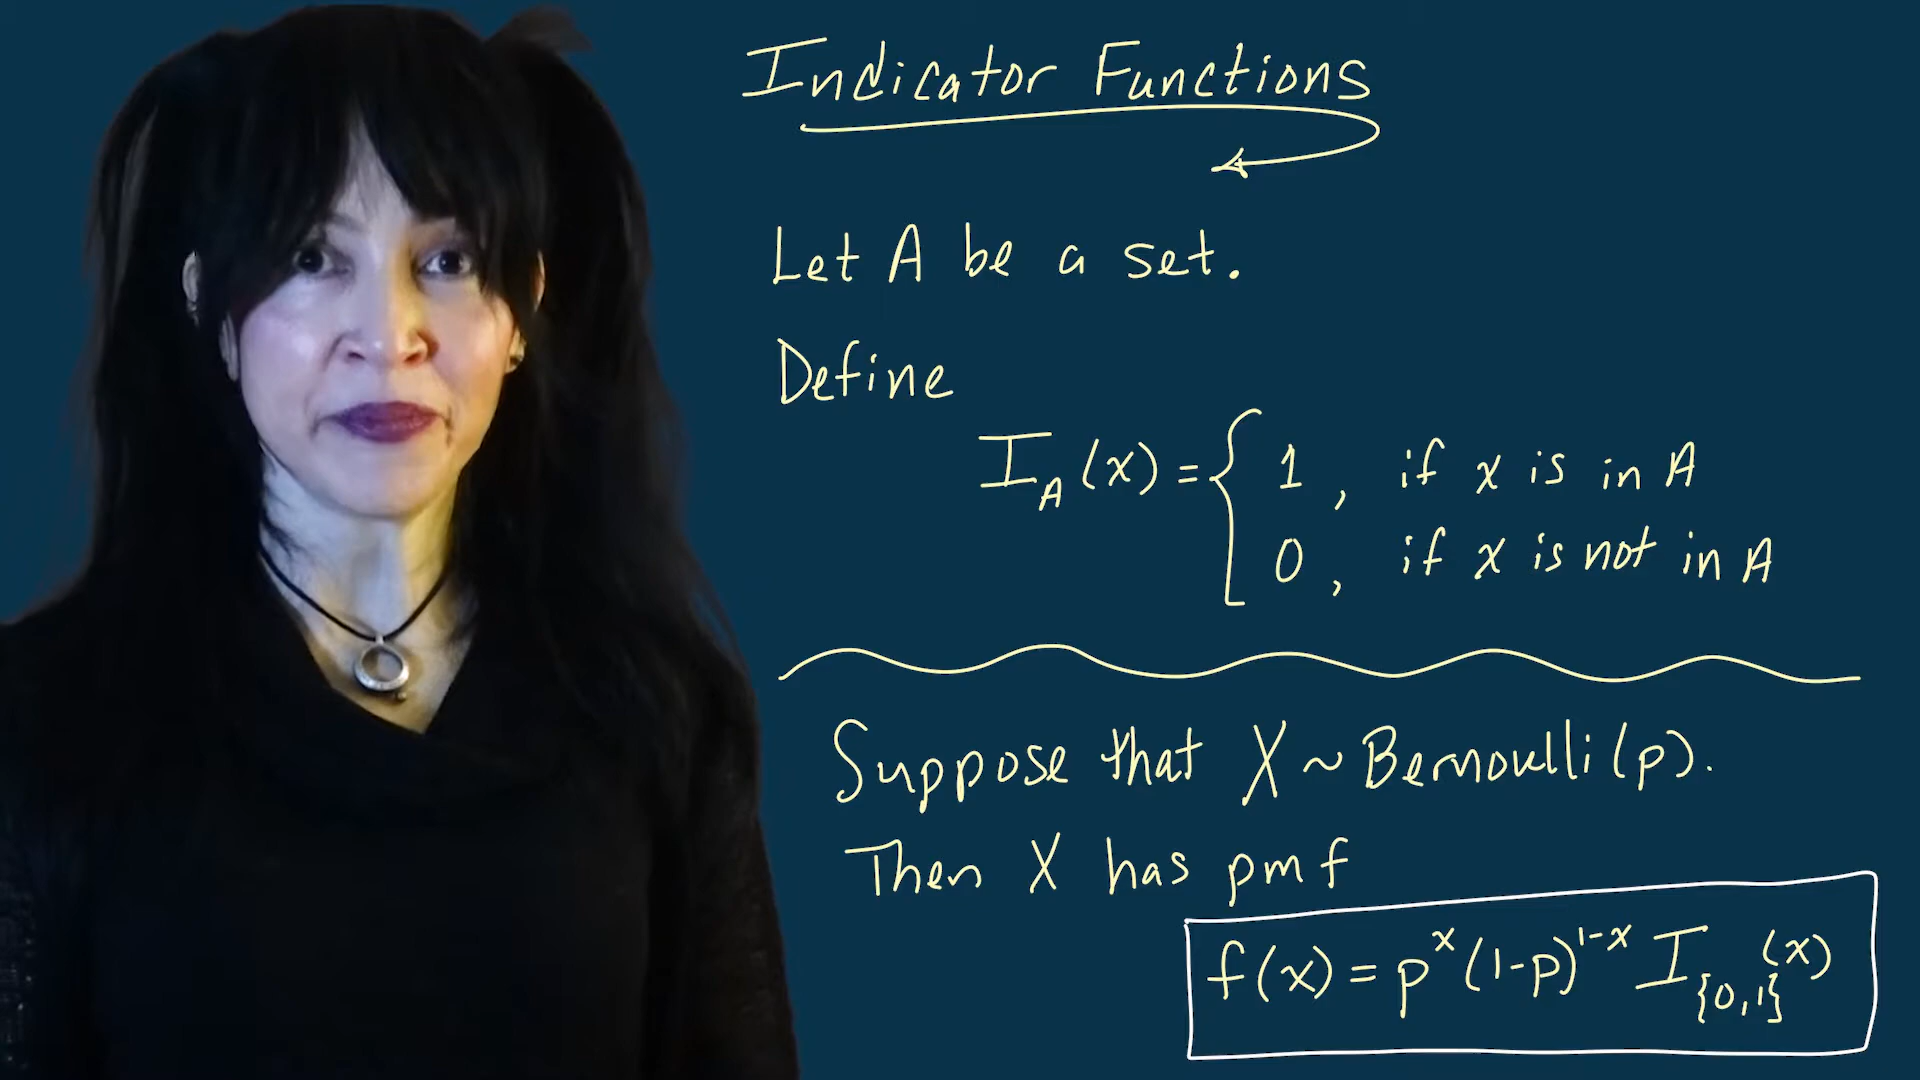 Indicator Functions
Let A be a set.
Define
I_A(x) = { 1, if x is in A
0, if x is not in A
Suppose that X ~ Bernoulli(p).
Then X has pmf
f(x) = p^x (1-p)^{1-x} I_{{0,1}}(x)